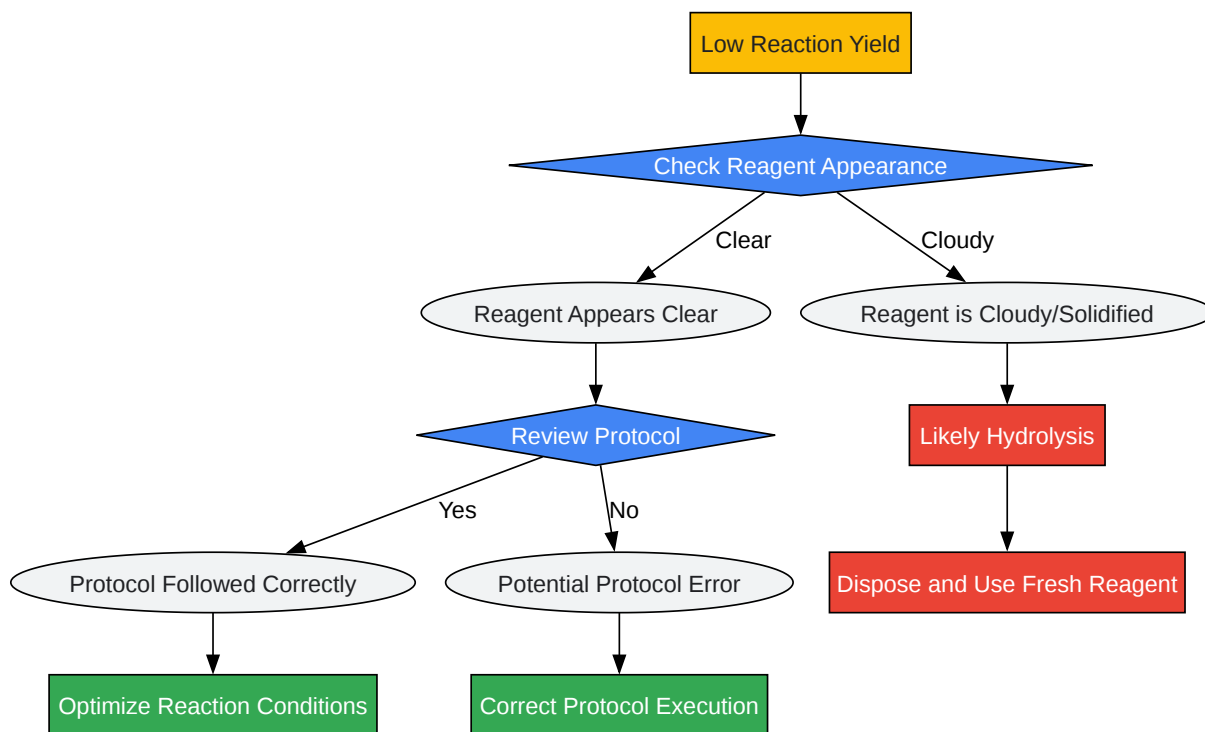 Low Reaction Yield
Check Reagent Appearance
Clear
Cloudy
Reagent Appears Clear
Reagent is Cloudy/Solidified
Review Protocol
Likely Hydrolysis
Yes
No
Protocol Followed Correctly
Potential Protocol Error
Dispose and Use Fresh Reagent
Optimize Reaction Conditions
Correct Protocol Execution